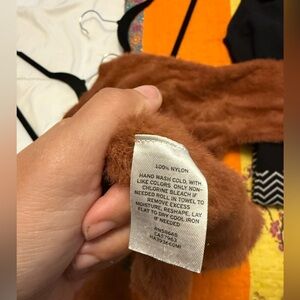 100% NYLON
HAND WASH COLD, WITH
LIKE COLORS ONLY NON-
CHLORINE BLEACH IF
NEEDED ROLL IN TOWEL TO
REMOVE EXCESS
MOISTURE, RESHAPE, LAY
FLAT TO DRY COOL IRON
IF NEEDED